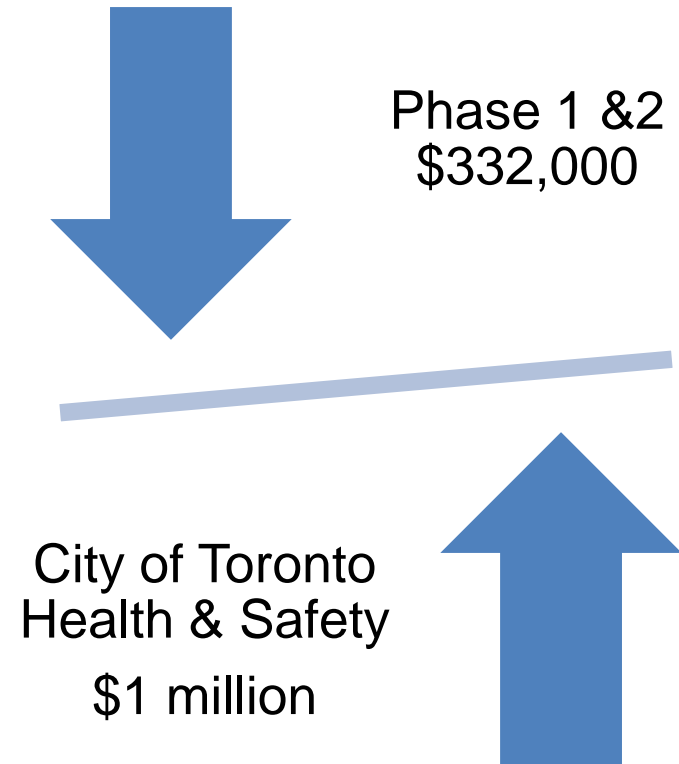 Phase 1 &2
$332,000
City of Toronto
Health & Safety
$1 million